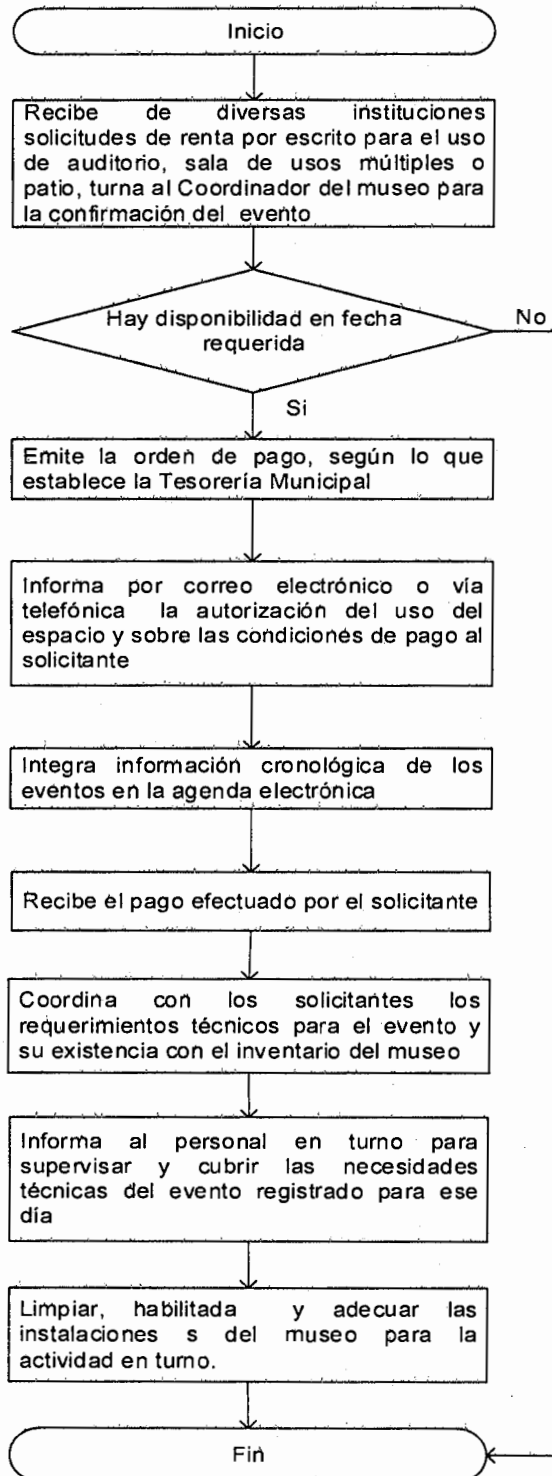 Inicio
Recibe de diversas instituciones
solicitudes de renta por escrito para el uso
de auditorio, sala de usos múltiples o
patio, turna al Coordinador del museo para
la confirmación del evento
Hay disponibilidad en fecha
requerida
No
Si
Emite la orden de pago, según lo que
establece la Tesorería Municipal
Informa por correo electrónico o vía
telefónica la autorización del uso del
espacio y sobre las condiciones de pago al
solicitante
Integra información cronológica de los
eventos en la agenda electrónica
Recibe el pago efectuado por el solicitante
Coordina con los solicitantes los
requerimientos técnicos para el evento y
su existencia con el inventario del museo
Informa al personal en turno para
supervisar y cubrir las necesidades
técnicas del evento registrado para ese
día
Limpiar, habilitada y adecuar las
instalaciones s del museo para la
actividad en turno.
Fin